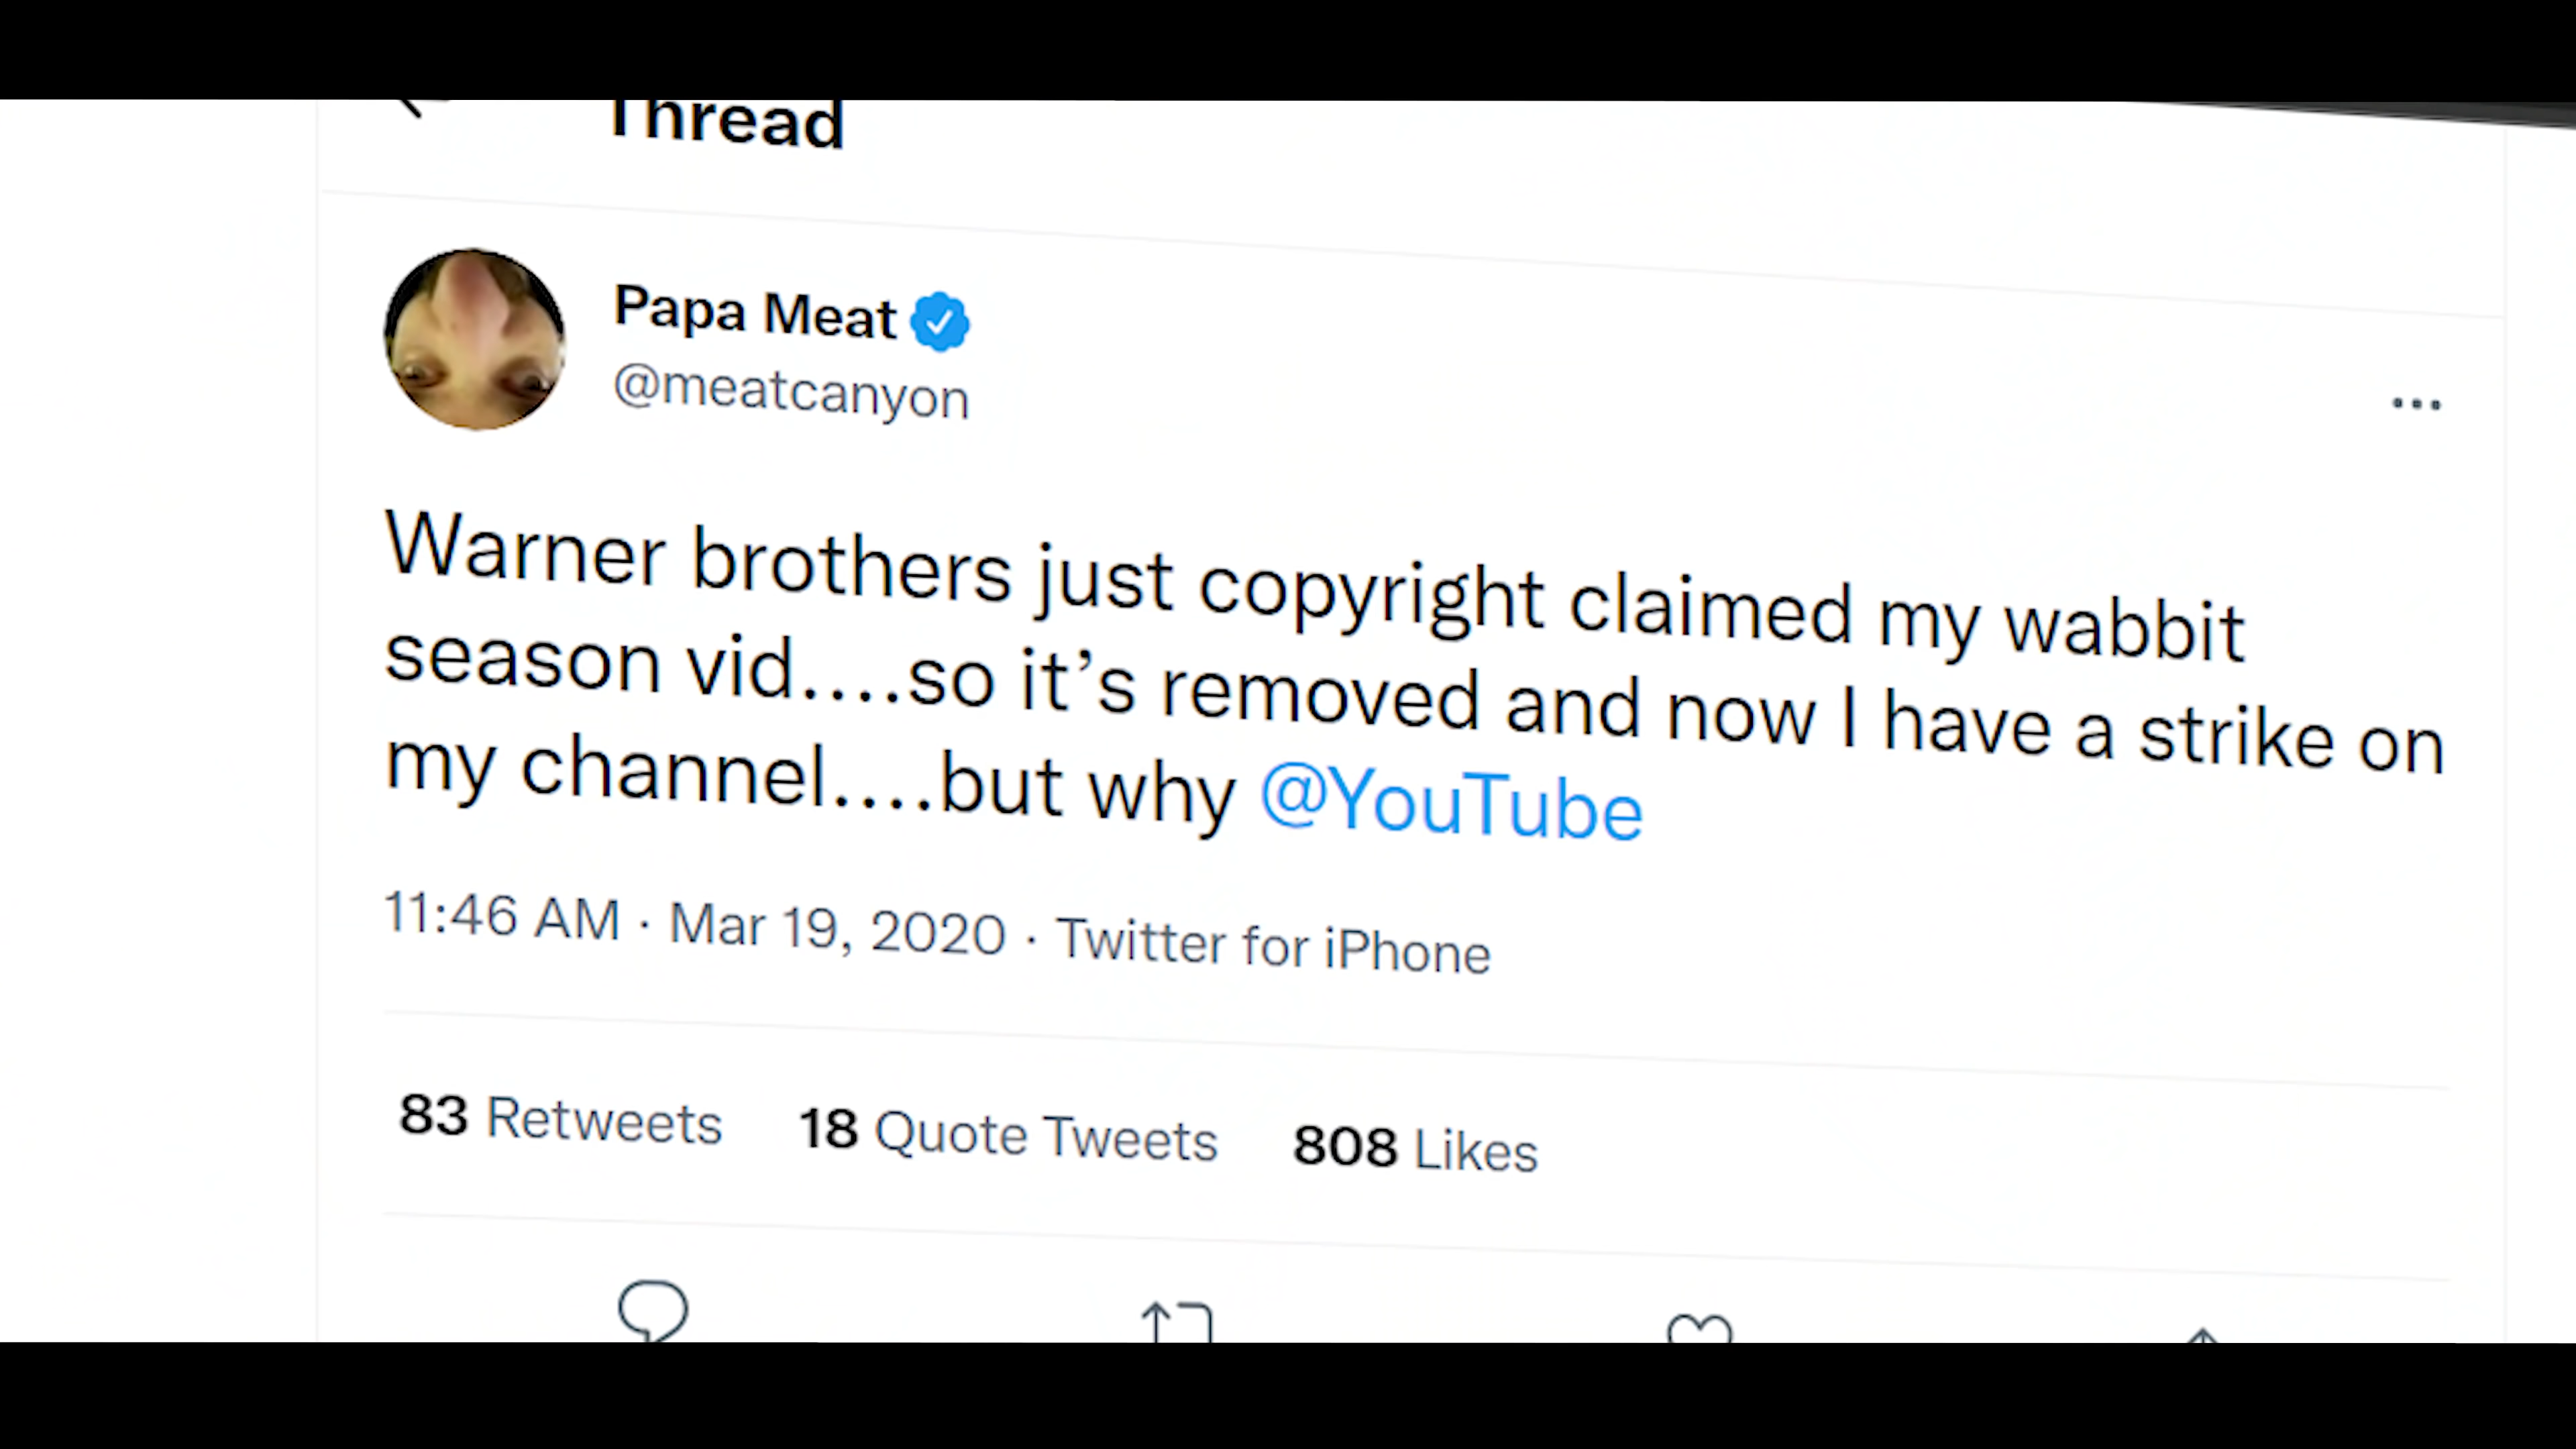 Thread
Papa Meat
@meatcanyon
Warner brothers just copyright claimed my wabbit
season vid....so it’s removed and now I have a strike on
my channel....but why @YouTube
11:46 AM · Mar 19, 2020 · Twitter for iPhone
83 Retweets 18 Quote Tweets 808 Likes